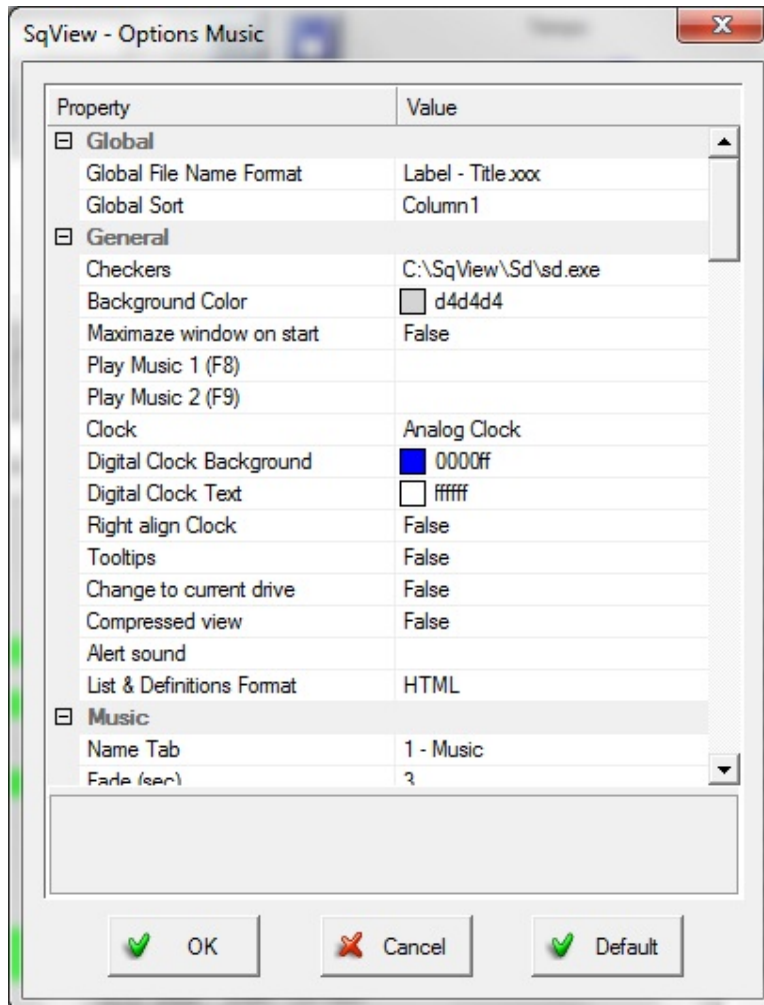 SqView - Options Music
Property Value
Global
Global File Name Format Label - Title.xxx
Global Sort Column1
General
Checkers C:\SqView\Sd\sd.exe
Background Color d4d4d4
Maximaze window on start False
Play Music 1 (F8)
Play Music 2 (F9)
Clock Analog Clock
Digital Clock Background 0000ff
Digital Clock Text ffffff
Right align Clock False
Tooltips False
Change to current drive False
Compressed view False
Alert sound
List & Definitions Format HTML
Music
Name Tab 1 - Music
Fade (sec) 3
OK Cancel Default